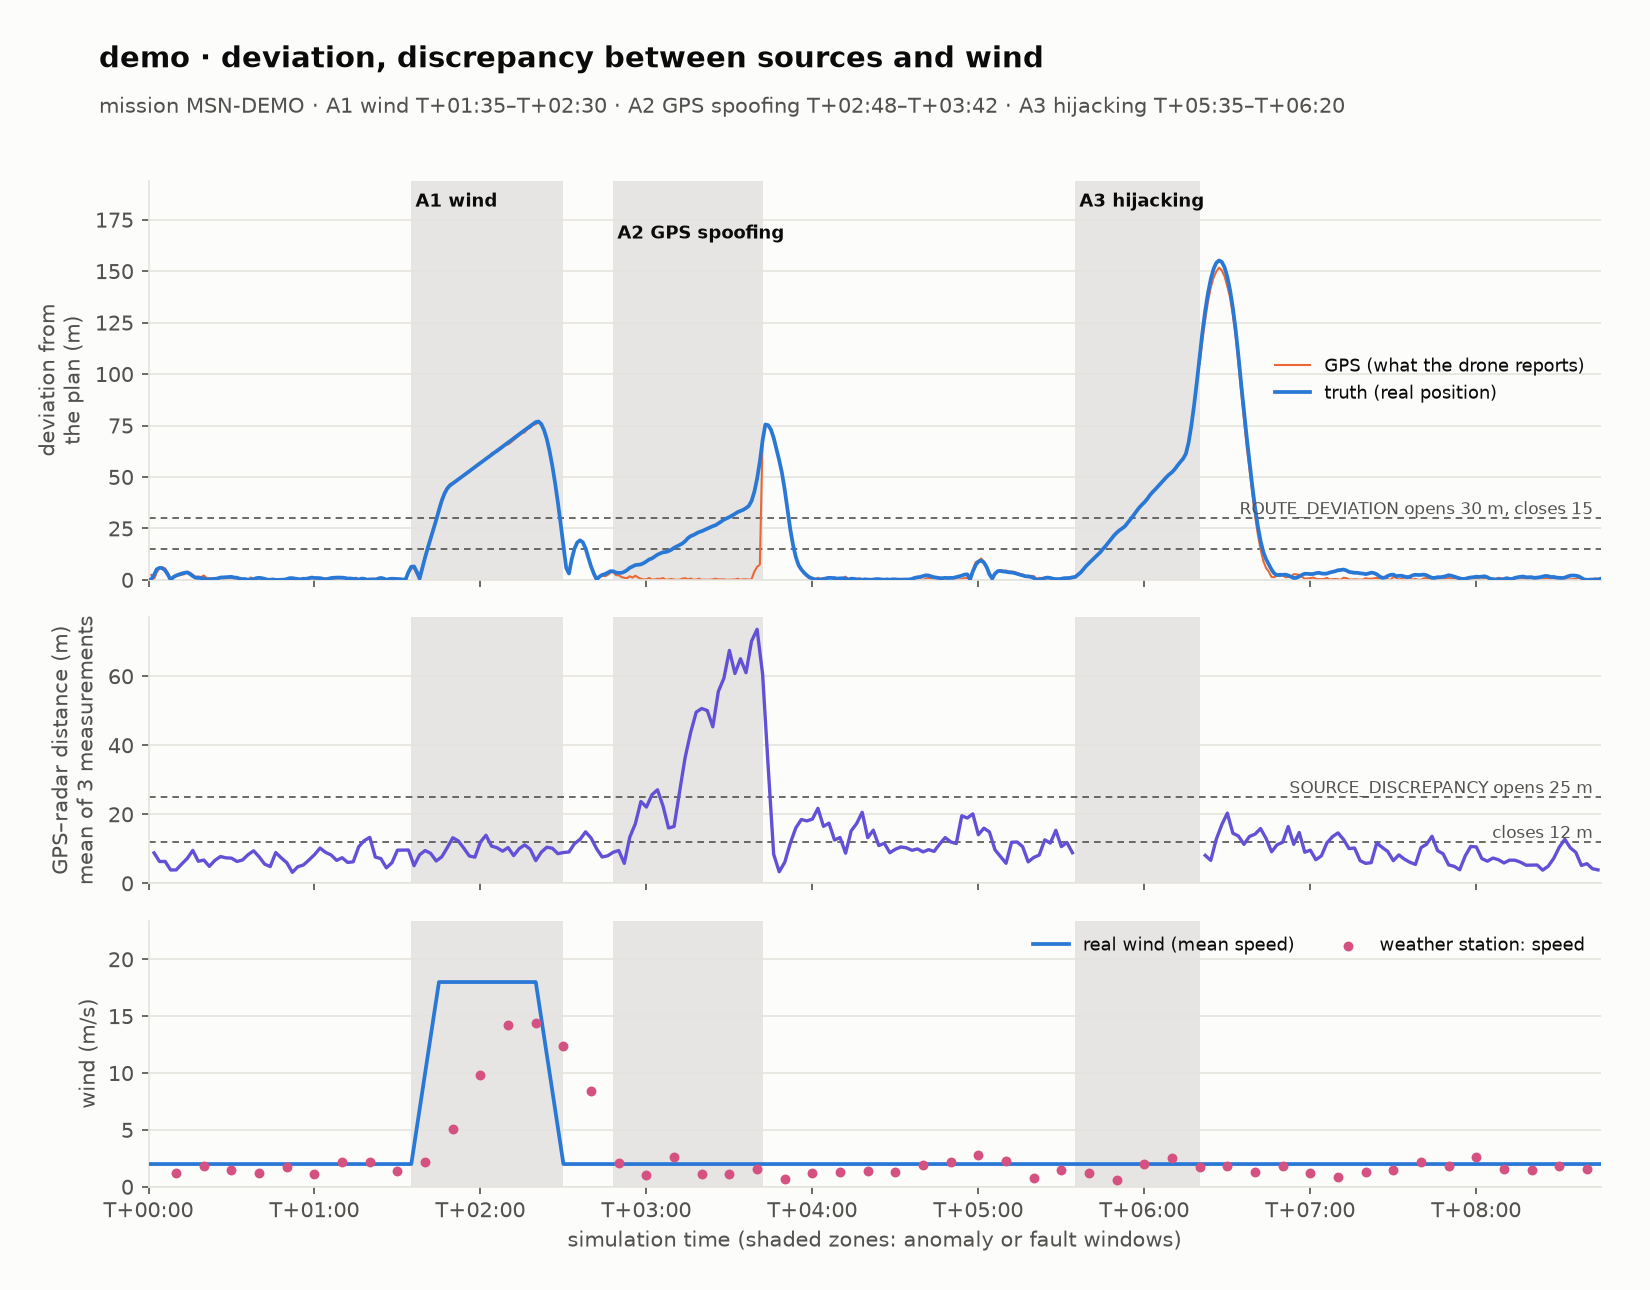 demo · deviation, discrepancy between sources and wind
mission MSN-DEMO · A1 wind T+01:35–T+02:30 · A2 GPS spoofing T+02:48–T+03:42 · A3 hijacking T+05:35–T+06:20
A1 wind
A2 GPS spoofing
A3 hijacking
deviation from
the plan (m)
175
150
125
100
75
50
25
0
GPS (what the drone reports)
truth (real position)
ROUTE_DEVIATION opens 30 m, closes 15
GPS–radar distance (m)
mean of 3 measurements
60
40
20
0
SOURCE_DISCREPANCY opens 25 m
closes 12 m
wind (m/s)
20
15
10
5
0
real wind (mean speed)
weather station: speed
T+00:00
T+01:00
T+02:00
T+03:00
T+04:00
T+05:00
T+06:00
T+07:00
T+08:00
simulation time (shaded zones: anomaly or fault windows)